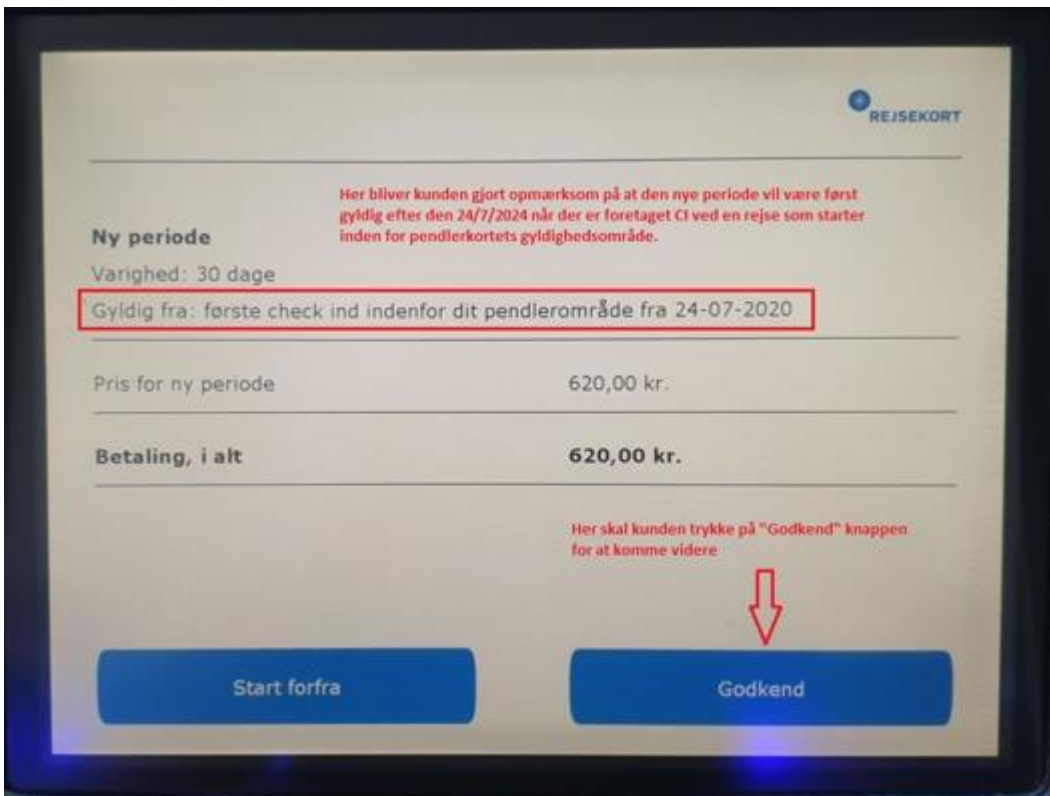 REJSEKORT
Her bliver kunden gjort opmærksom på at den nye periode vil være først
gyldig efter den 24/7/2024 når der er foretaget CI ved en rejse som starter
inden for pendlerkortets gyldighedsområde.
Ny periode
Varighed: 30 dage
Gyldig fra: første check ind indenfor dit pendlerområde fra 24-07-2020
Pris for ny periode 620,00 kr.
Betaling, i alt 620,00 kr.
Her skal kunden trykke på "Godkend" knappen
for at komme videre
Start forfra Godkend